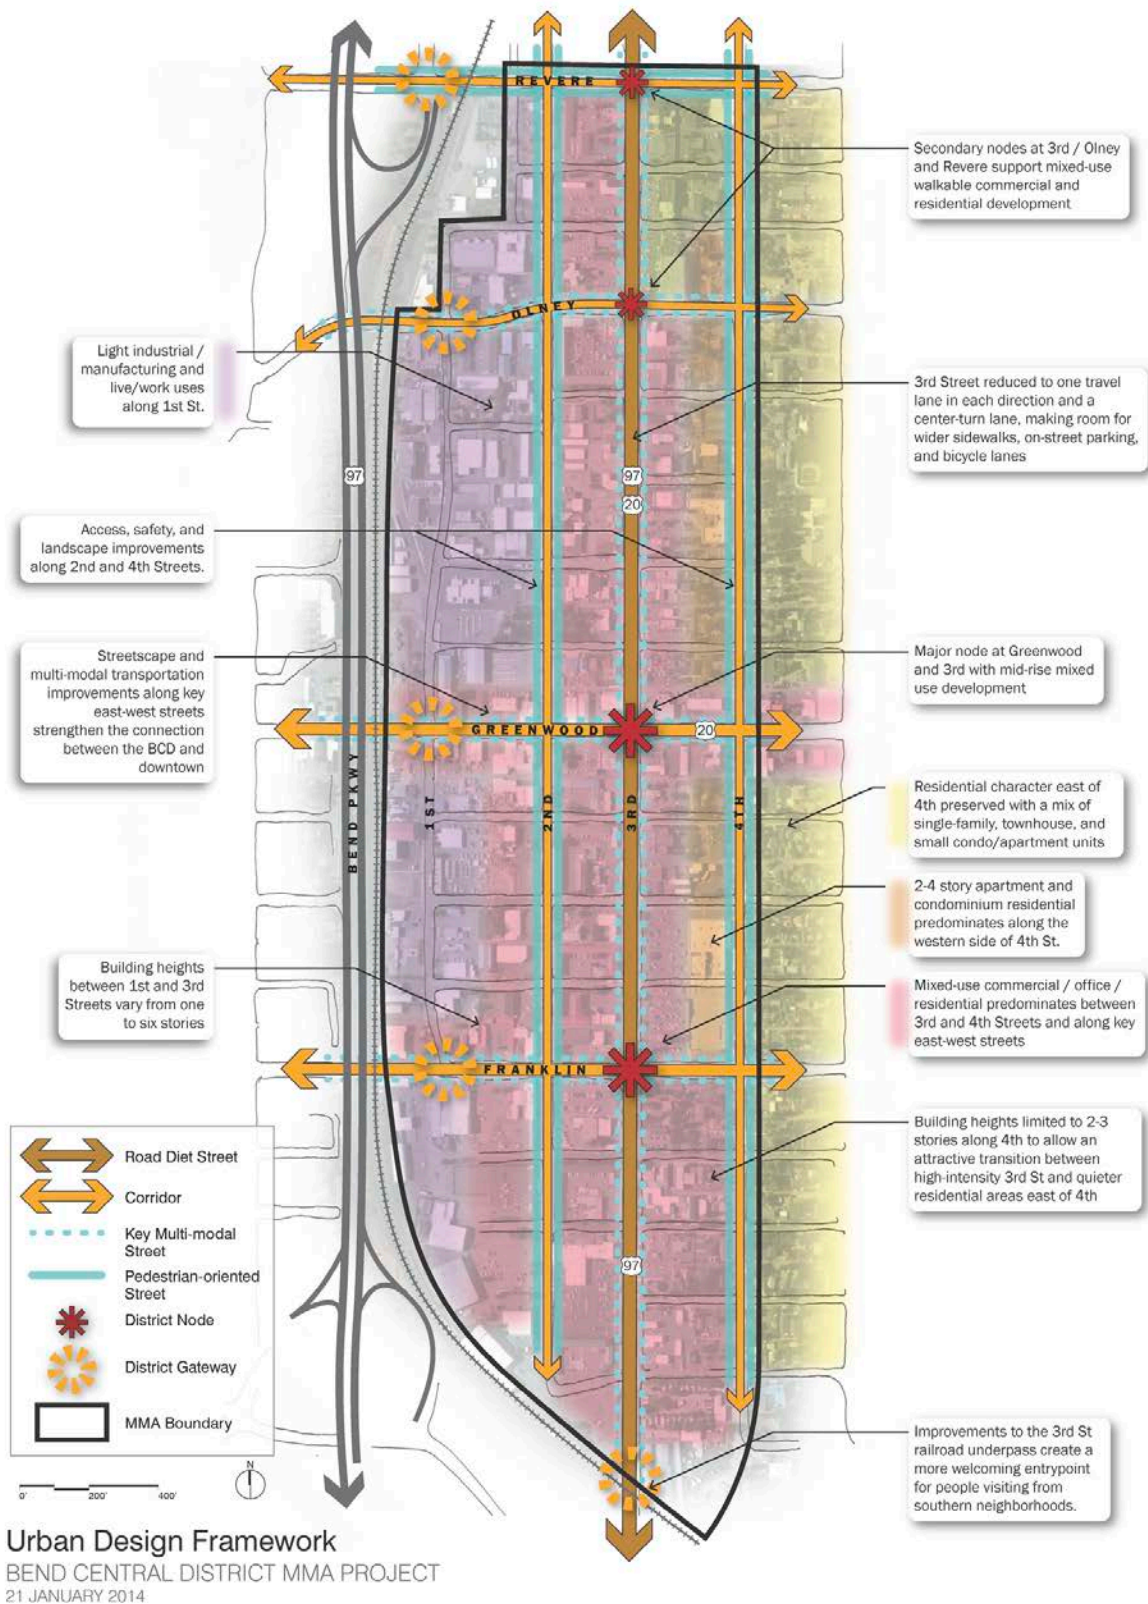 REVERE
Secondary nodes at 3rd / Olney
and Revere support mixed-use
walkable commercial and
residential development
OLNEY
Light industrial /
manufacturing and
live/work uses
along 1st St.
3rd Street reduced to one travel
lane in each direction and a
center-turn lane, making room for
wider sidewalks, on-street parking,
and bicycle lanes
97
97
20
Access, safety, and
landscape improvements
along 2nd and 4th Streets.
Streetscape and
multi-modal transportation
improvements along key
east-west streets
strengthen the connection
between the BCD and
downtown
Major node at Greenwood
and 3rd with mid-rise mixed
use development
GREENWOOD
20
BEND PKWY
1ST
2ND
3RD
4TH
Residential character east of
4th preserved with a mix of
single-family, townhouse, and
small condo/apartment units
2-4 story apartment and
condominium residential
predominates along the
western side of 4th St.
Building heights
between 1st and 3rd
Streets vary from one
to six stories
Mixed-use commercial / office /
residential predominates between
3rd and 4th Streets and along key
east-west streets
FRANKLIN
Building heights limited to 2-3
stories along 4th to allow an
attractive transition between
high-intensity 3rd St and quieter
residential areas east of 4th
97
Road Diet Street
Corridor
Key Multi-modal
Street
Pedestrian-oriented
Street
District Node
District Gateway
MMA Boundary
Improvements to the 3rd St
railroad underpass create a
more welcoming entrypoint
for people visiting from
southern neighborhoods.
N
0' 200' 400'
Urban Design Framework
BEND CENTRAL DISTRICT MMA PROJECT
21 JANUARY 2014